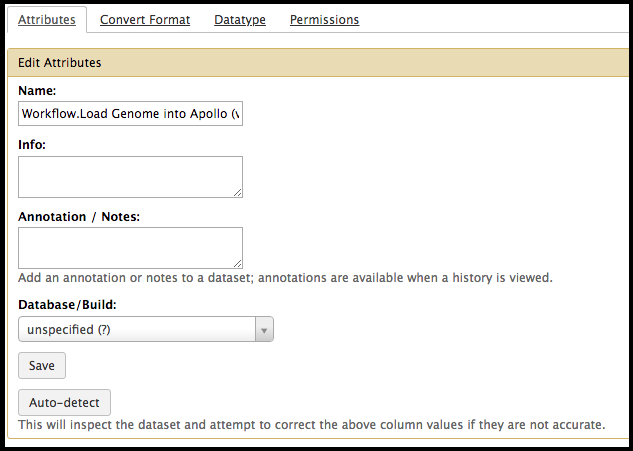 Attributes Convert Format Datatype Permissions
Edit Attributes
Name:
Workflow.Load Genome into Apollo (
Info:
Annotation / Notes:
Add an annotation or notes to a dataset; annotations are available when a history is viewed.
Database/Build:
unspecified (?)
Save
Auto-detect
This will inspect the dataset and attempt to correct the above column values if they are not accurate.